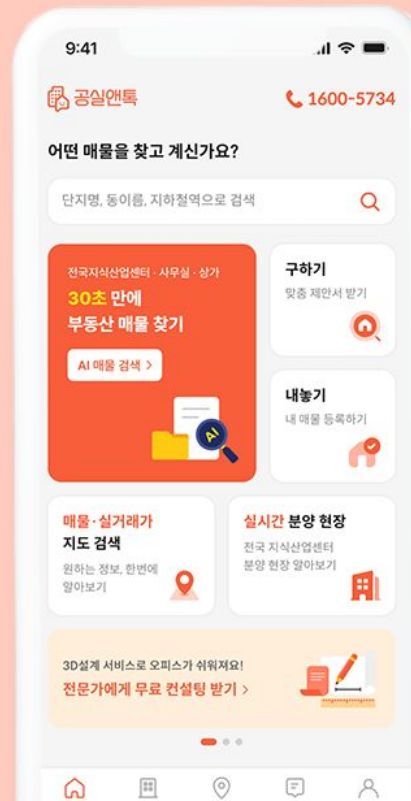 9:41
공실앤톡
1600-5734
어떤 매물을 찾고 계신가요?
단지명, 동이름, 지하철역으로 검색
전국지식산업센터 · 사무실 · 상가
30초 만에
부동산 매물 찾기
AI 매물 검색 >
AI
구하기
맞춤 제안서 받기
내놓기
내 매물 등록하기
매물·실거래가
지도 검색
원하는 정보, 한번에
알아보기
실시간 분양 현장
전국 지식산업센터
분양 현장 알아보기
3D설계 서비스로 오피스가 쉬워져요!
전문가에게 무료 컨설팅 받기 >